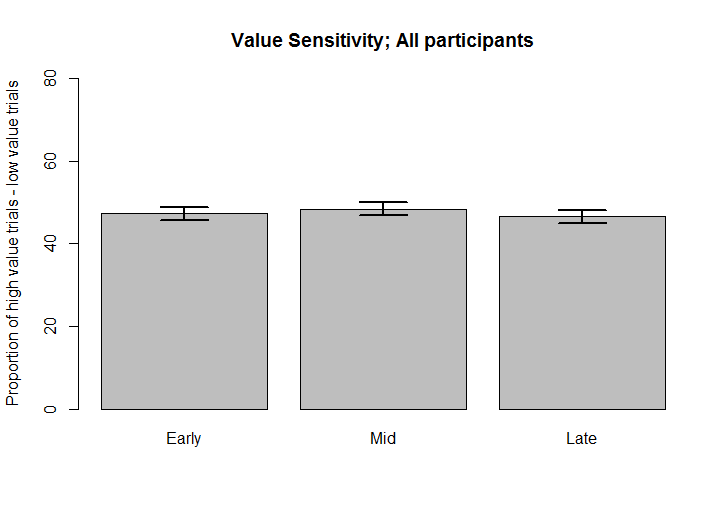 Value Sensitivity; All participants
Proportion of high value trials - low value trials
80
60
40
20
0
Early Mid Late